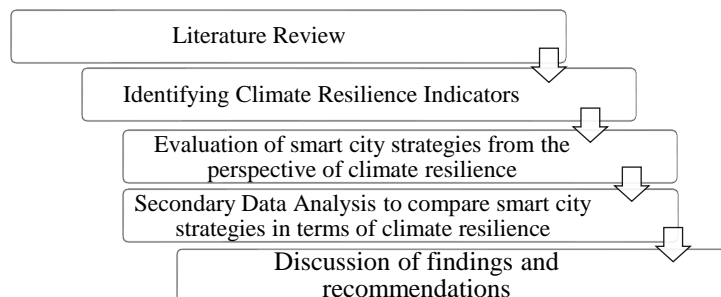 Literature Review
Identifying Climate Resilience Indicators
Evaluation of smart city strategies from the
perspective of climate resilience
Secondary Data Analysis to compare smart city
strategies in terms of climate resilience
Discussion of findings and
recommendations